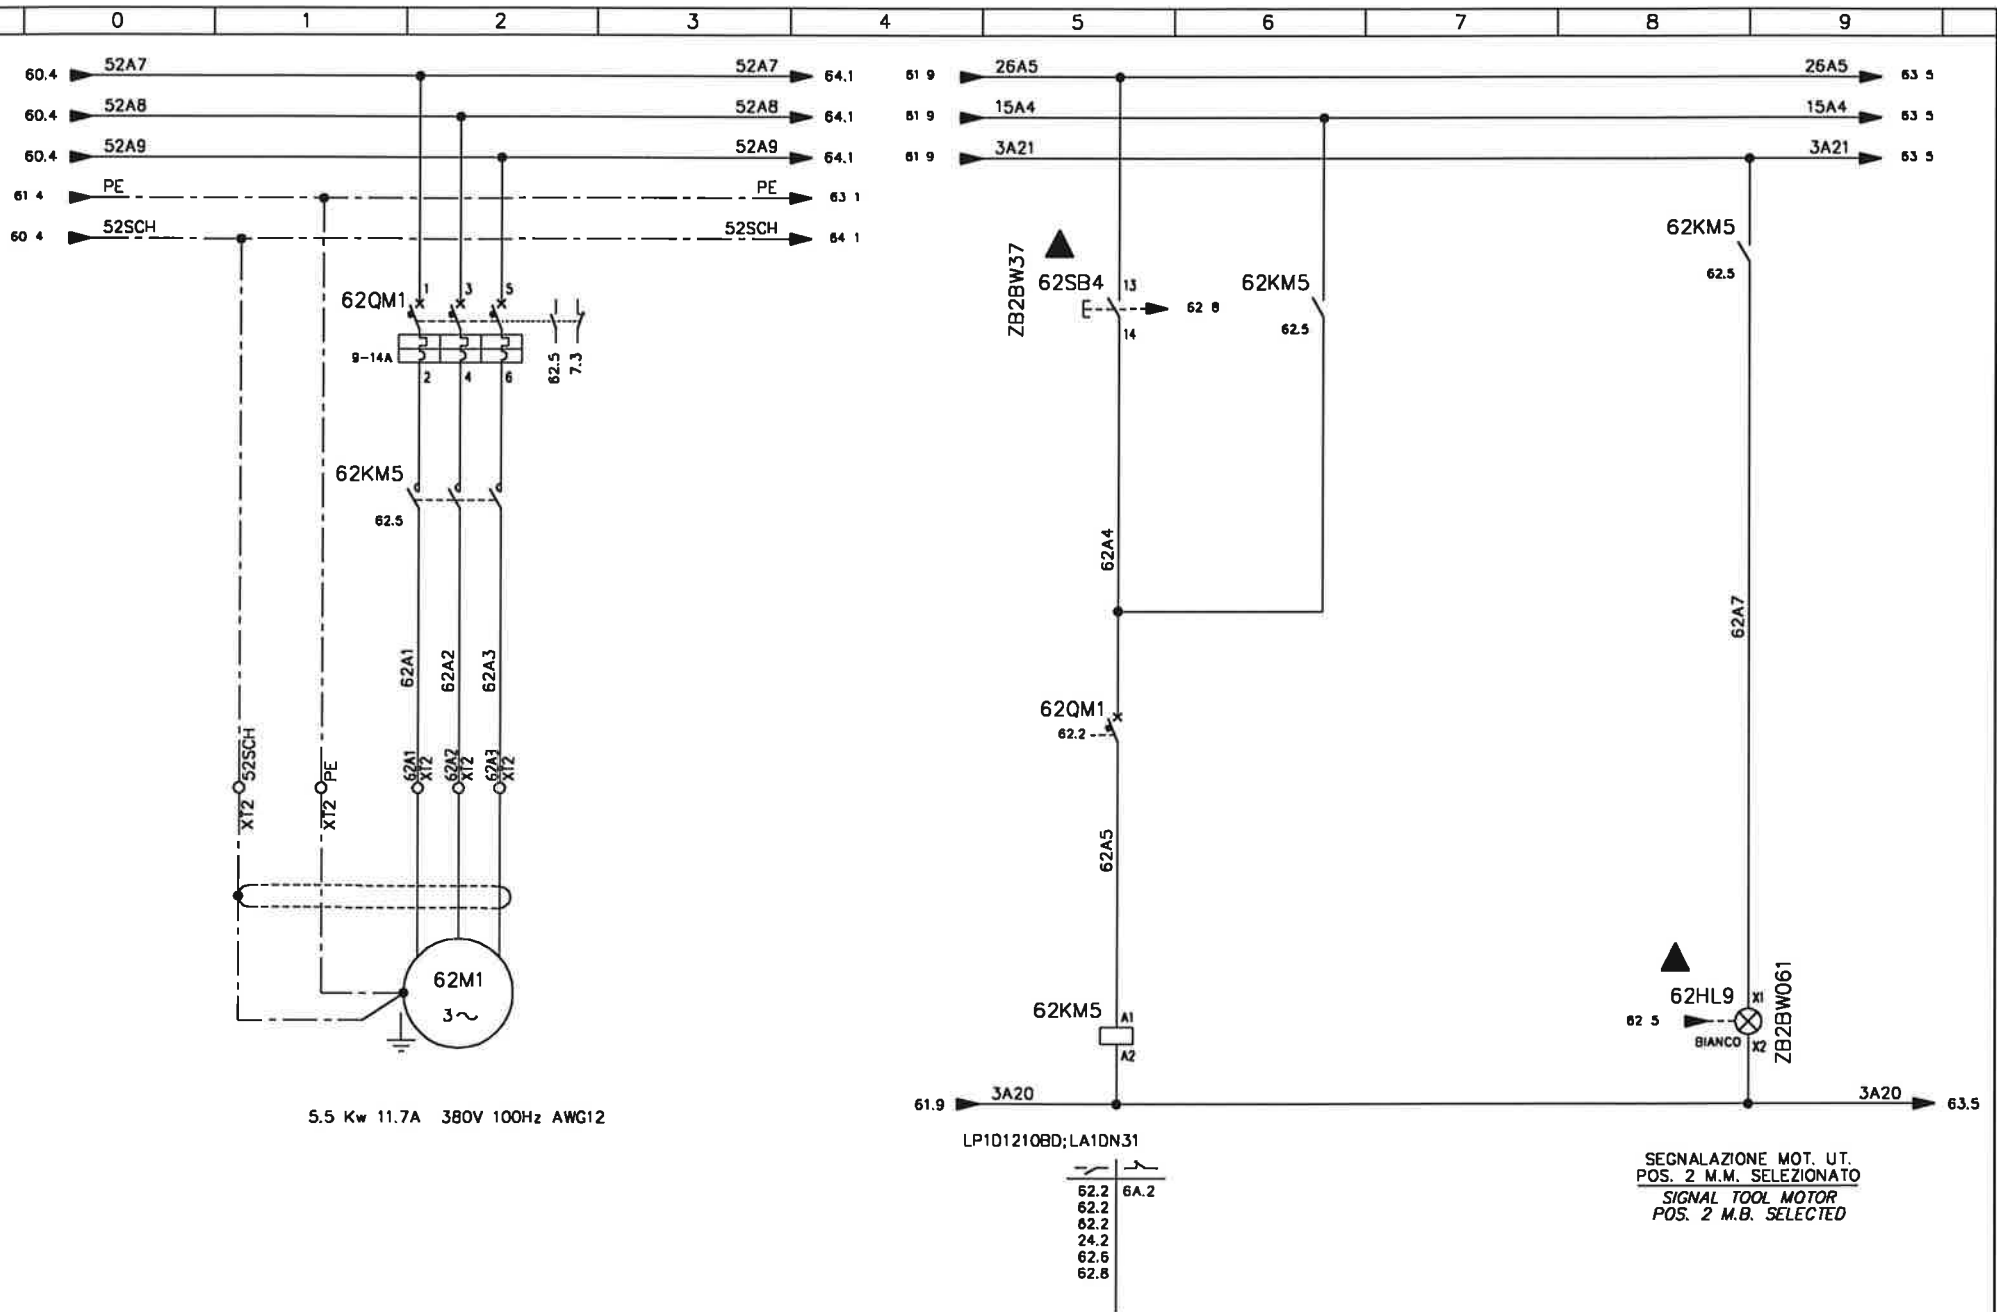 0 1 2 3 4 5 6 7 8 9
60.4 52A7 52A7 64.1 61 9 26A5 26A5 63 5
60.4 52A8 52A8 64.1 61 9 15A4 15A4 63 5
60.4 52A9 52A9 64.1 61 9 3A21 3A21 63 5
61 4 PE PE 63 1
60 4 52SCH 52SCH 64 1
62QM1
1 3 5
9-14A
2 4 6
62.5
7.3
62KM5
62.5
62A1
62A2
62A3
52SCH
XT2
PE
XT2
62A1
XT2
62A2
XT2
62A3
XT2
62M1
3~
5.5 Kw 11.7A 380V 100Hz AWG12
ZB2BW37
62SB4
13
62 8
14
62KM5
62.5
62KM5
62.5
62A4
62A7
62QM1
62.2
62A5
62KM5
A1
A2
62HL9
X1
62 5
BIANCO
X2
ZB2BW061
61.9 3A20 3A20 63.5
LP1D1210BD;LA1DN31
62.2 6A.2
62.2
62.2
24.2
62.6
62.8
SEGNALAZIONE MOT. UT.
POS. 2 M.M. SELEZIONATO
SIGNAL TOOL MOTOR
POS. 2 M.B. SELECTED